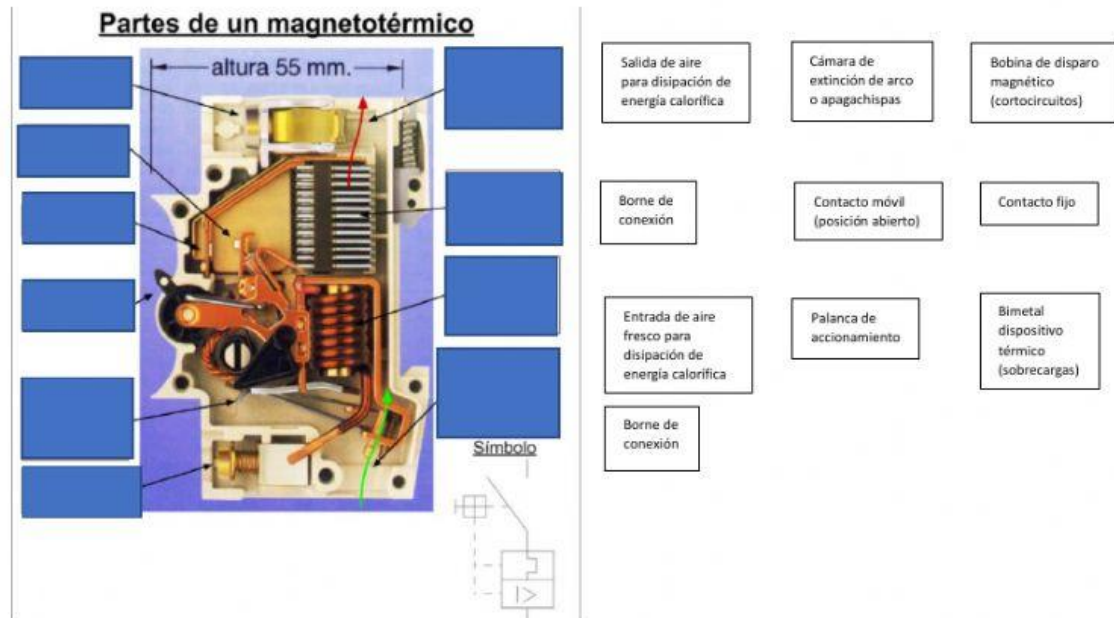 Partes de un magnetotérmico
altura 55 mm.
Símbolo
I>
Salida de aire
para disipación de
energía calorífica
Cámara de
extinción de arco
o apagachispas
Bobina de disparo
magnético
(cortocircuitos)
Borne de
conexión
Contacto móvil
(posición abierto)
Contacto fijo
Entrada de aire
fresco para
disipación de
energía calorífica
Palanca de
accionamiento
Bimetal
dispositivo
térmico
(sobrecargas)
Borne de
conexión